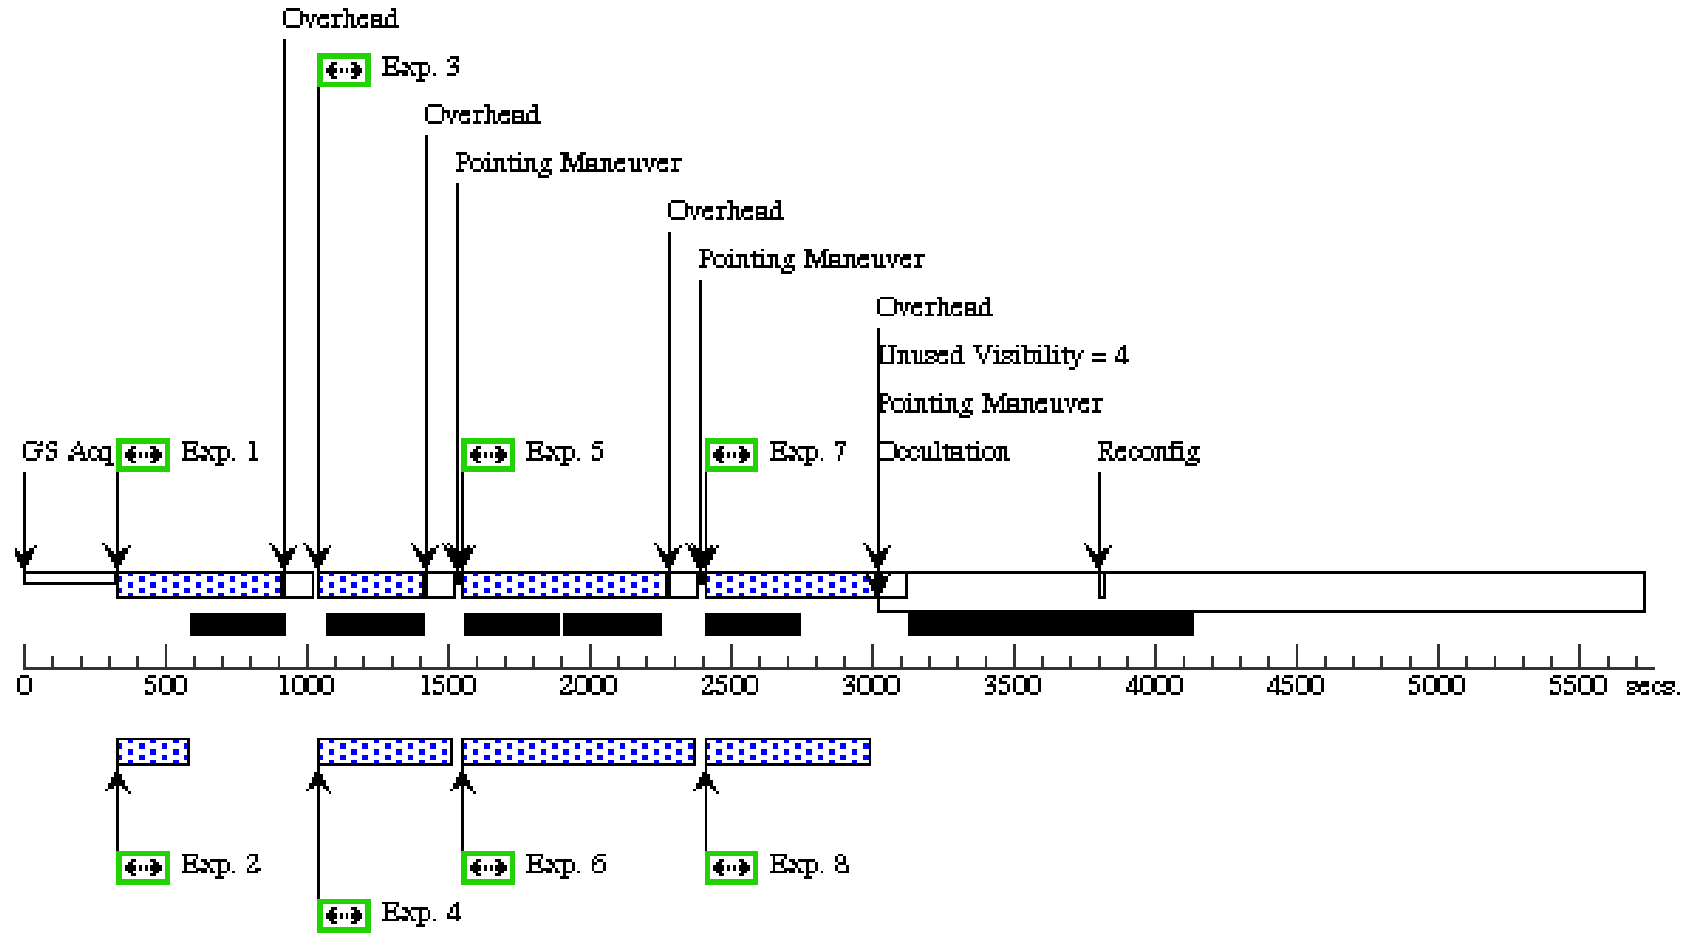 Overhead
Exp. 3
Overhead
Pointing Maneuver
Overhead
Pointing Maneuver
Overhead
Unused Visibility = 4
Pointing Maneuver
GS Acq Exp. 1 Exp. 5 Exp. 7 Occultation Reconfig
0 500 1000 1500 2000 2500 3000 3500 4000 4500 5000 5500 secs.
Exp. 2 Exp. 6 Exp. 8
Exp. 4